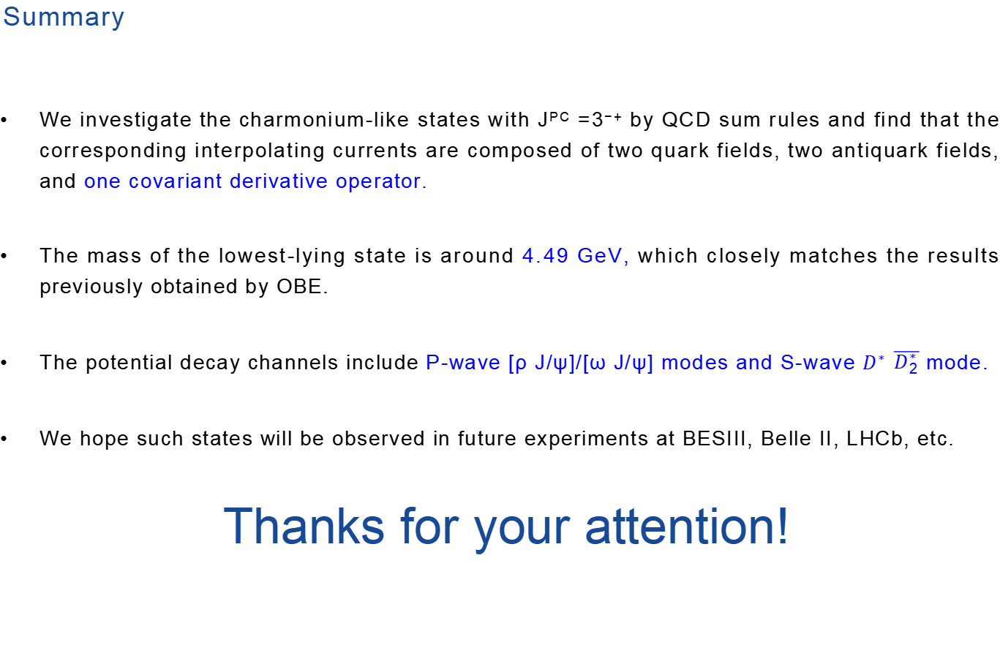 Summary
• We investigate the charmonium-like states with Jᴾᶜ =3⁻⁺ by QCD sum rules and find that the
corresponding interpolating currents are composed of two quark fields, two antiquark fields,
and one covariant derivative operator.
• The mass of the lowest-lying state is around 4.49 GeV, which closely matches the results
previously obtained by OBE.
• The potential decay channels include P-wave [ρ J/ψ]/[ω J/ψ] modes and S-wave $D^* \overline{D_2^*}$ mode.
• We hope such states will be observed in future experiments at BESIII, Belle II, LHCb, etc.
Thanks for your attention!